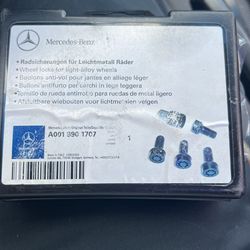 Mercedes-Benz
• Radsicherungen für Leichtmetall Räder
• Wheel locks for light-alloy wheels
• Boulons anti-vol pour jantes en alliage léger
• Bulloni antifurto per cerchi in lega leggera
• Tornillo de rueda antirrobo para ruedas de metal ligero
• Afsluitbare wielbouten voor lichtmetalen velgen
A001 990 1707
1